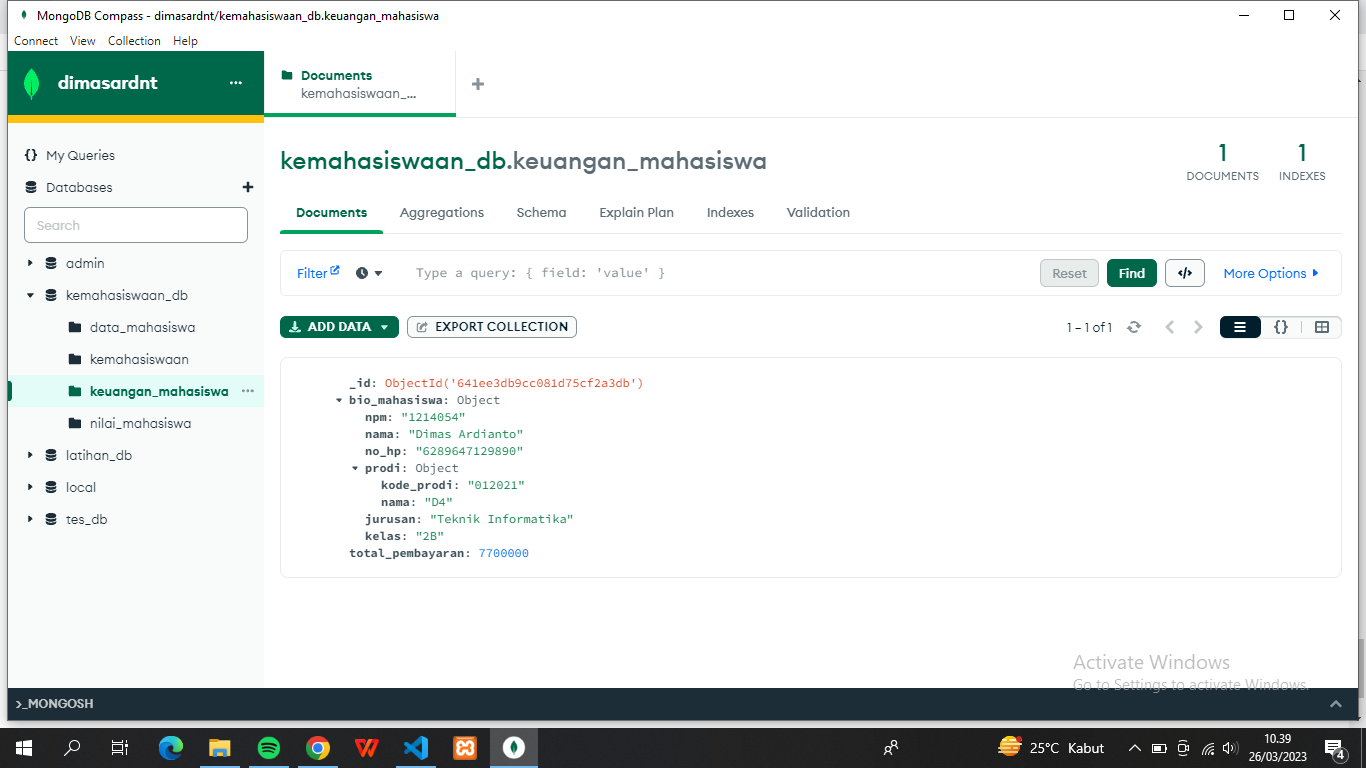 MongoDB Compass - dimasardnt/kemahasiswaan_db.keuangan_mahasiswa
Connect View Collection Help
dimasardnt
Documents
kemahasiswaan_...
{} My Queries
Databases
Search
admin
kemahasiswaan_db
data_mahasiswa
kemahasiswaan
keuangan_mahasiswa
nilai_mahasiswa
latihan_db
local
tes_db
kemahasiswaan_db.keuangan_mahasiswa
1
DOCUMENTS
1
INDEXES
Documents Aggregations Schema Explain Plan Indexes Validation
Filter Type a query: { field: 'value' } Reset Find </> More Options
ADD DATA EXPORT COLLECTION 1 – 1 of 1 {}
_id: ObjectId('641ee3db9cc081d75cf2a3db')
bio_mahasiswa: Object
npm: "1214054"
nama: "Dimas Ardianto"
no_hp: "6289647129890"
prodi: Object
kode_prodi: "012021"
nama: "D4"
jurusan: "Teknik Informatika"
kelas: "2B"
total_pembayaran: 7700000
Activate Windows
Go to Settings to activate Windows.
>_MONGOSH
25°C Kabut
10.39
26/03/2023
4